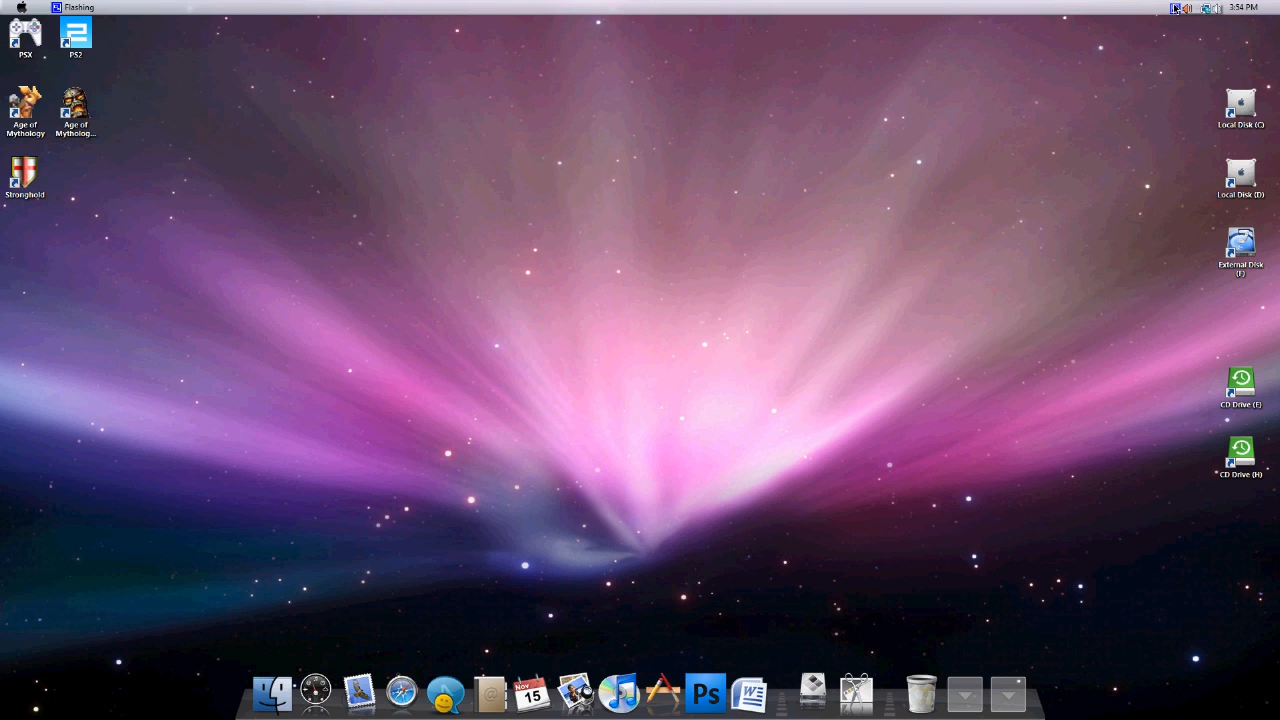 Flashing
3:54 PM
PSX
PS2
Age of
Mythology
Age of
Mytholog...
Stronghold
Local Disk (C)
Local Disk (D)
External Disk
CD Drive (E)
CD Drive (H)
Nov
15
Ps
W
@